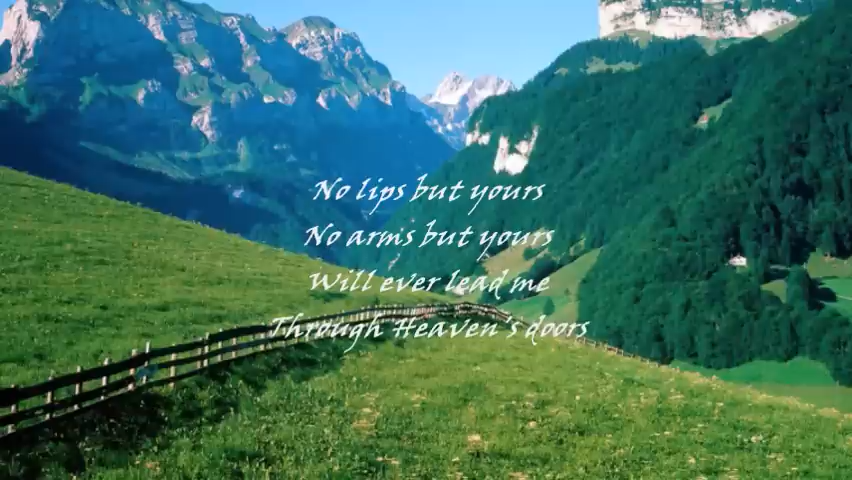 No lips but yours
No arms but yours
Will ever lead me
Through Heaven's doors